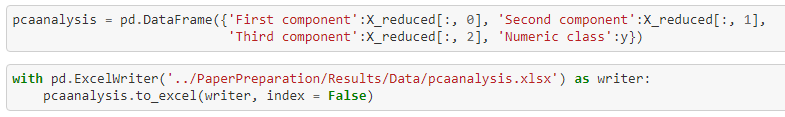 pcaanalysis = pd.DataFrame({'First component':X_reduced[:, 0], 'Second component':X_reduced[:, 1],
                            'Third component':X_reduced[:, 2], 'Numeric class':y})
with pd.ExcelWriter('../PaperPreparation/Results/Data/pcaanalysis.xlsx') as writer:
    pcaanalysis.to_excel(writer, index = False)